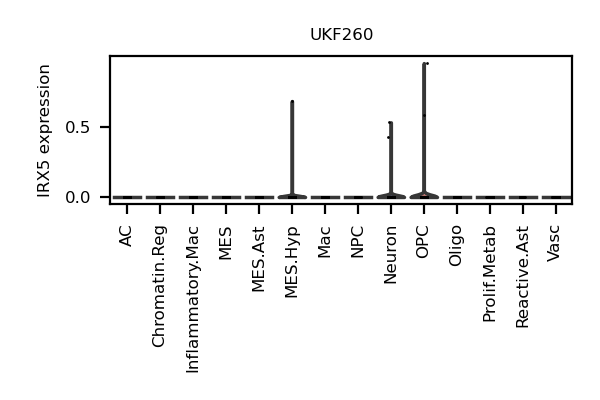 UKF260
IRX5 expression
0.5
0.0
AC
Chromatin.Reg
Inflammatory.Mac
MES
MES.Ast
MES.Hyp
Mac
NPC
Neuron
OPC
Oligo
Prolif.Metab
Reactive.Ast
Vasc